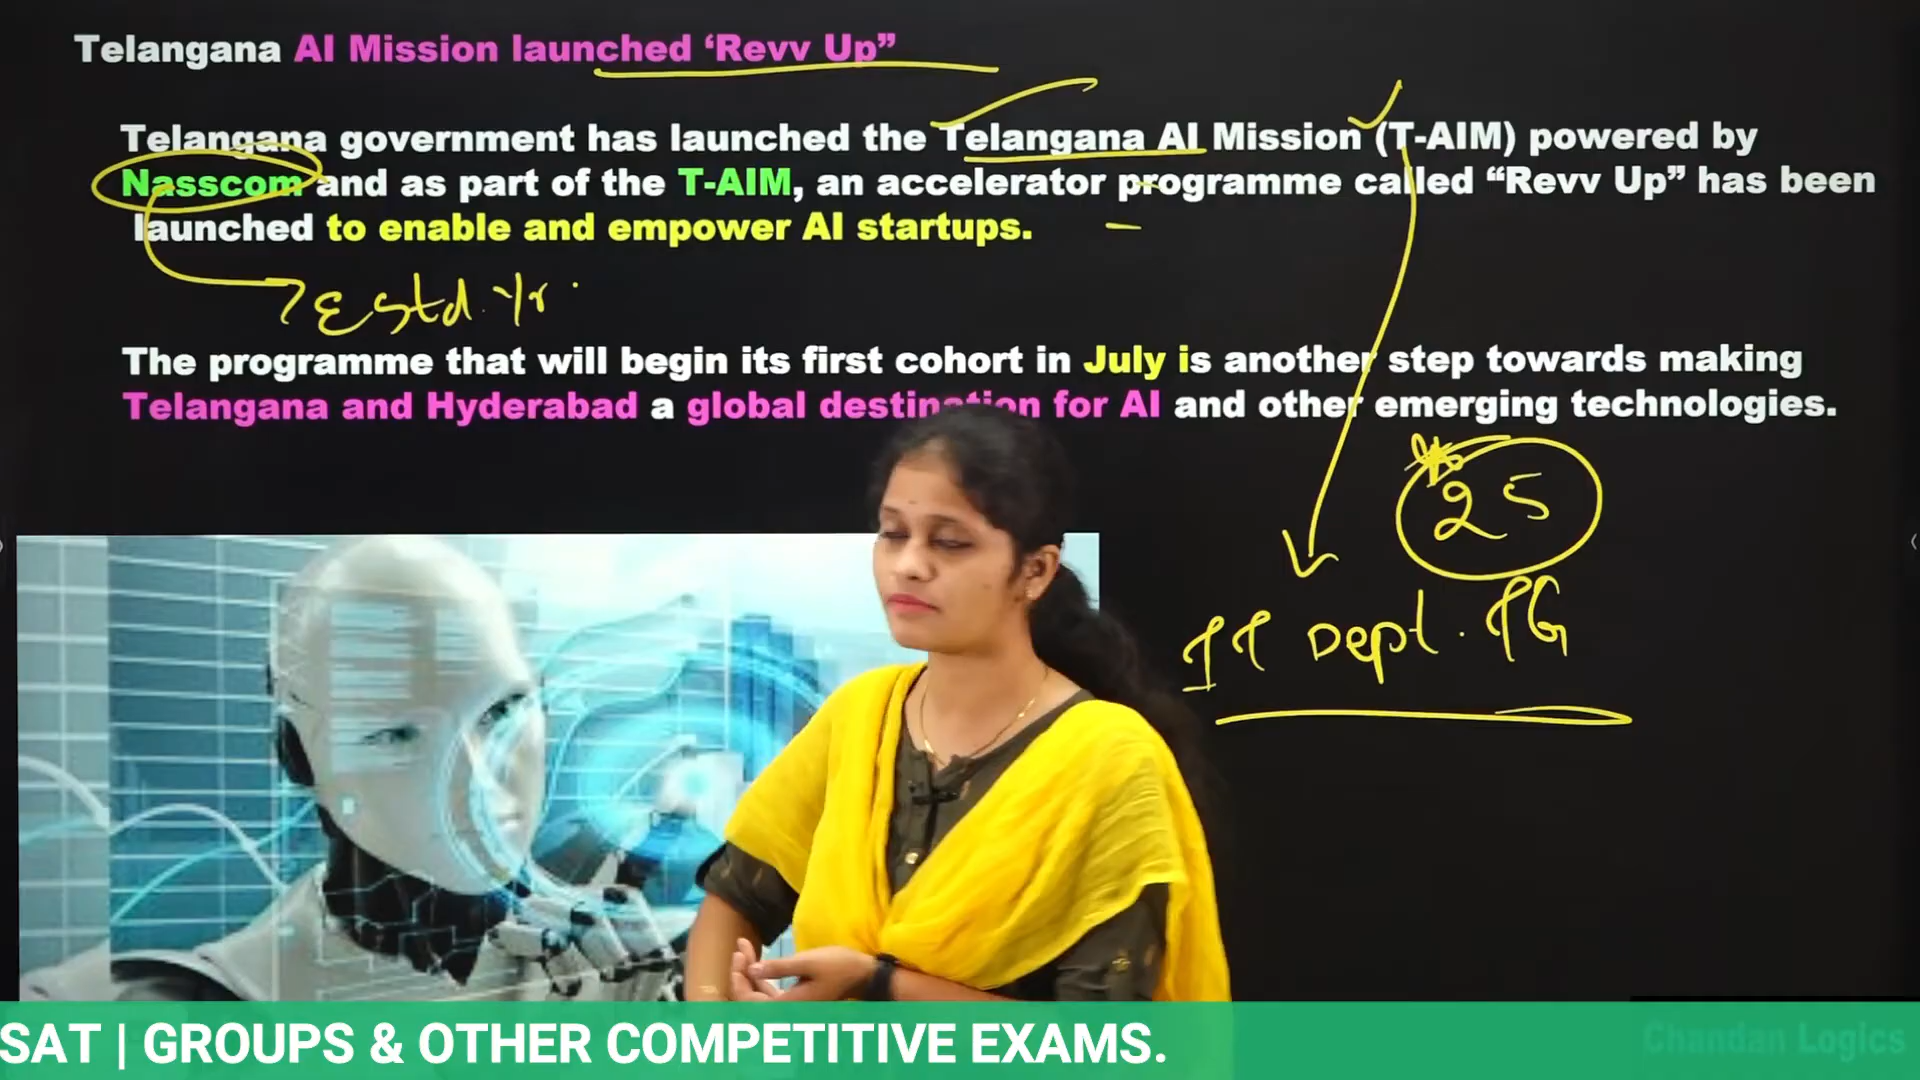 Telangana AI Mission launched ‘Revv Up”
Telangana government has launched the Telangana AI Mission (T-AIM) powered by
Nasscom and as part of the T-AIM, an accelerator programme called “Revv Up” has been
launched to enable and empower AI startups.
Estd. yr.
The programme that will begin its first cohort in July is another step towards making
Telangana and Hyderabad a global destination for AI and other emerging technologies.
25
IT Dept. TG
SAT | GROUPS & OTHER COMPETITIVE EXAMS.
Chandan Logics